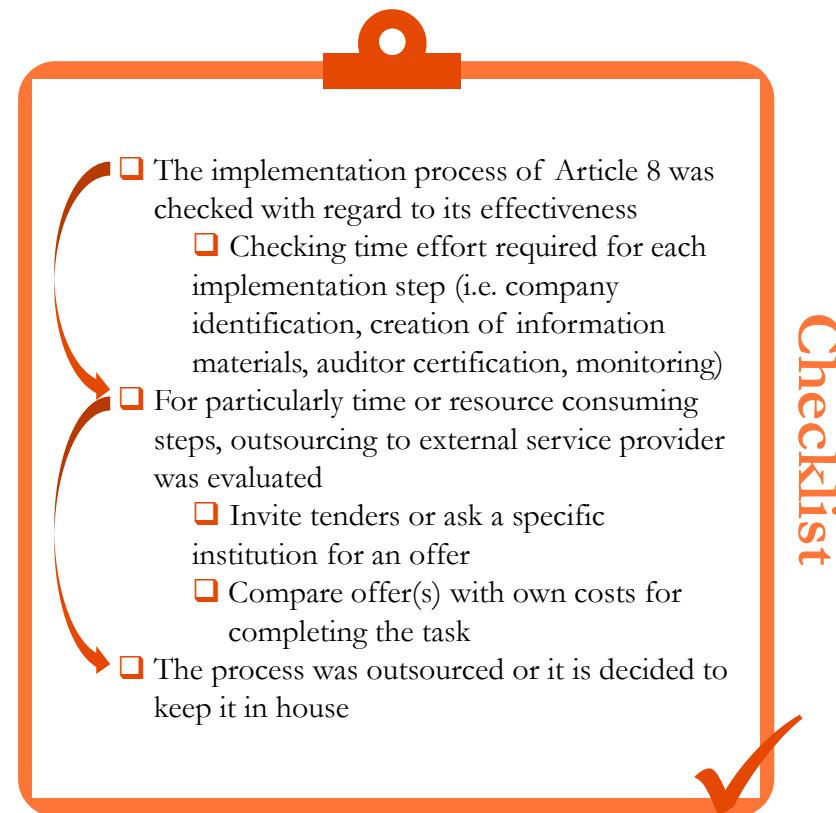 The implementation process of Article 8 was
checked with regard to its effectiveness
Checking time effort required for each
implementation step (i.e. company
identification, creation of information
materials, auditor certification, monitoring)
For particularly time or resource consuming
steps, outsourcing to external service provider
was evaluated
Invite tenders or ask a specific
institution for an offer
Compare offer(s) with own costs for
completing the task
The process was outsourced or it is decided to
keep it in house
Checklist